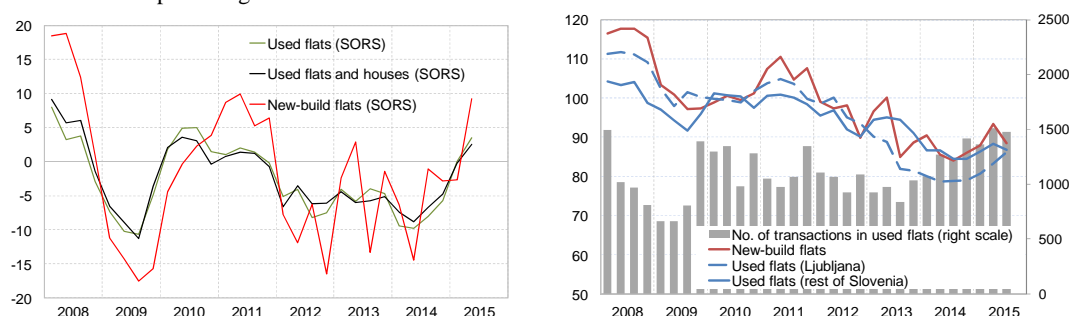 20
15
10
5
0
-5
-10
-15
-20
2008 2009 2010 2011 2012 2013 2014 2015
Used flats (SORS)
Used flats and houses (SORS)
New-build flats (SORS)
120
110
100
90
80
70
60
50
2500
2000
1500
1000
500
0
No. of transactions in used flats (right scale)
New-build flats
Used flats (Ljubljana)
Used flats (rest of Slovenia)
2008 2009 2010 2011 2012 2013 2014 2015